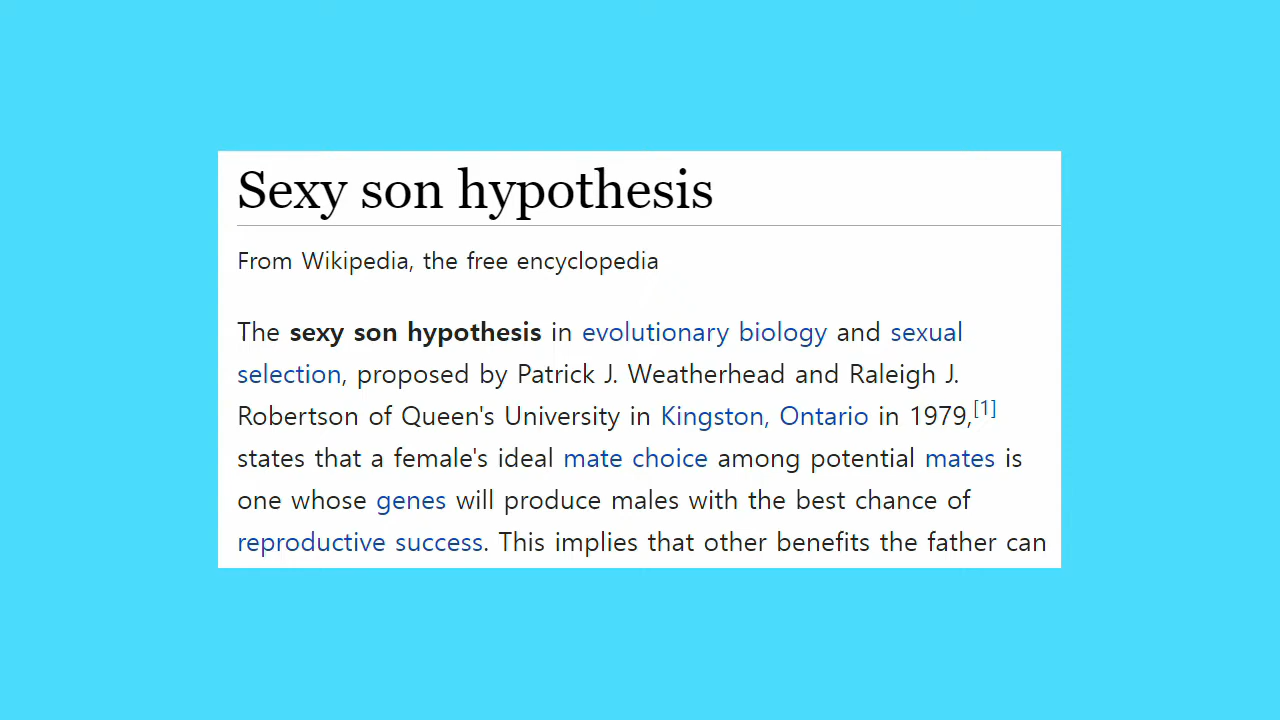 Sexy son hypothesis
From Wikipedia, the free encyclopedia
The sexy son hypothesis in evolutionary biology and sexual
selection, proposed by Patrick J. Weatherhead and Raleigh J.
Robertson of Queen's University in Kingston, Ontario in 1979,[1]
states that a female's ideal mate choice among potential mates is
one whose genes will produce males with the best chance of
reproductive success. This implies that other benefits the father can